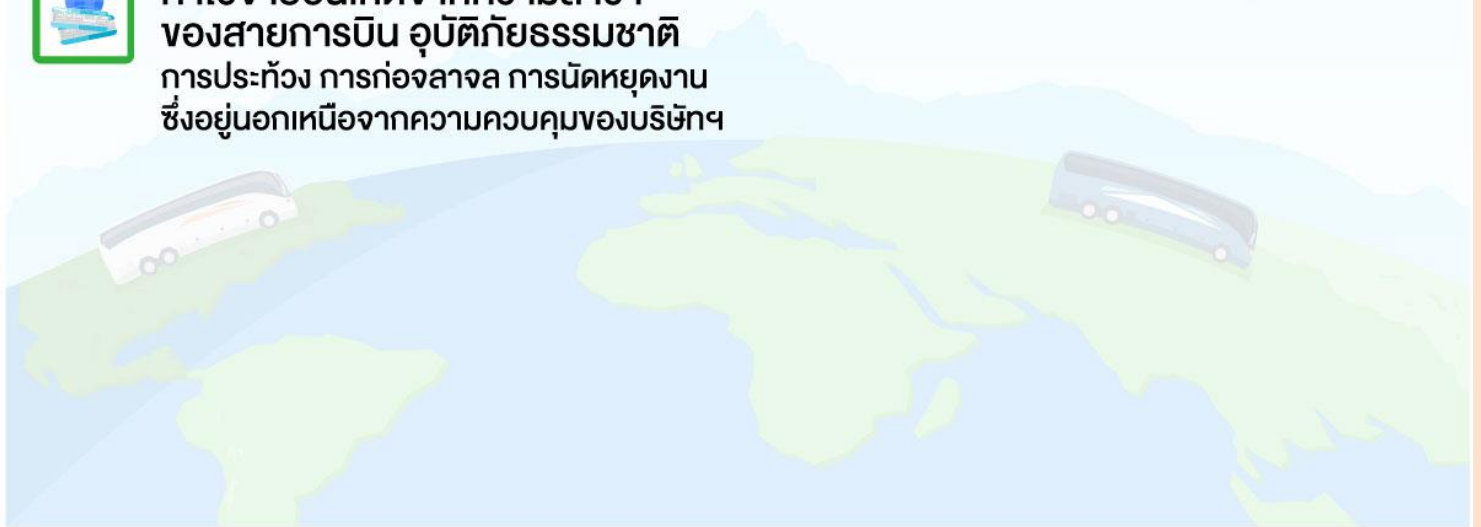 ของสายการบิน อุบัติภัยธรรมชาติ
การประท้วง การก่อจลาจล การนัดหยุดงาน
ซึ่งอยู่นอกเหนือจากความควบคุมของบริษัทฯ